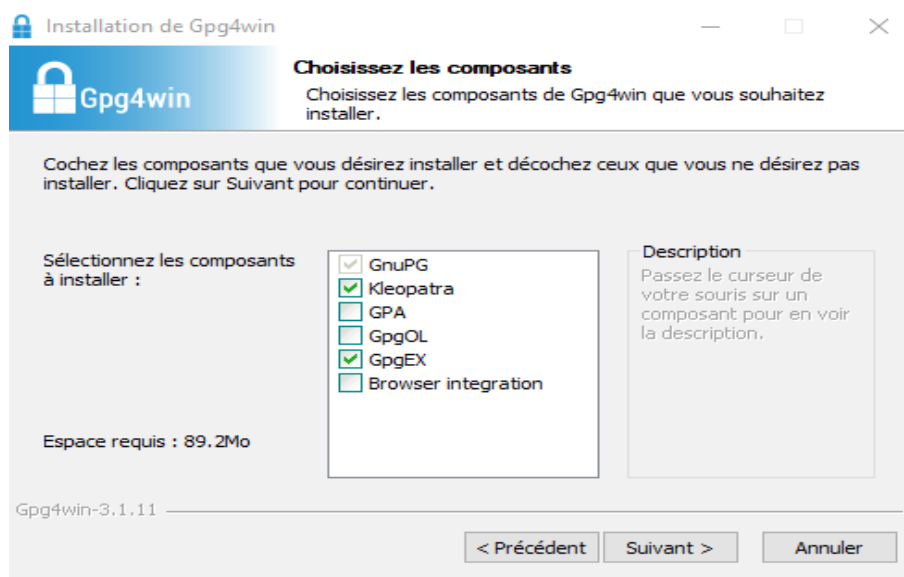 Installation de Gpg4win
Gpg4win
Choisissez les composants
Choisissez les composants de Gpg4win que vous souhaitez
installer.
Cochez les composants que vous désirez installer et décochez ceux que vous ne désirez pas
installer. Cliquez sur Suivant pour continuer.
Sélectionnez les composants
à installer :
GnuPG
Kleopatra
GPA
GpgOL
GpgEX
Browser integration
Description
Passez le curseur de
votre souris sur un
composant pour en voir
la description.
Espace requis : 89.2Mo
Gpg4win-3.1.11
< Précédent
Suivant >
Annuler